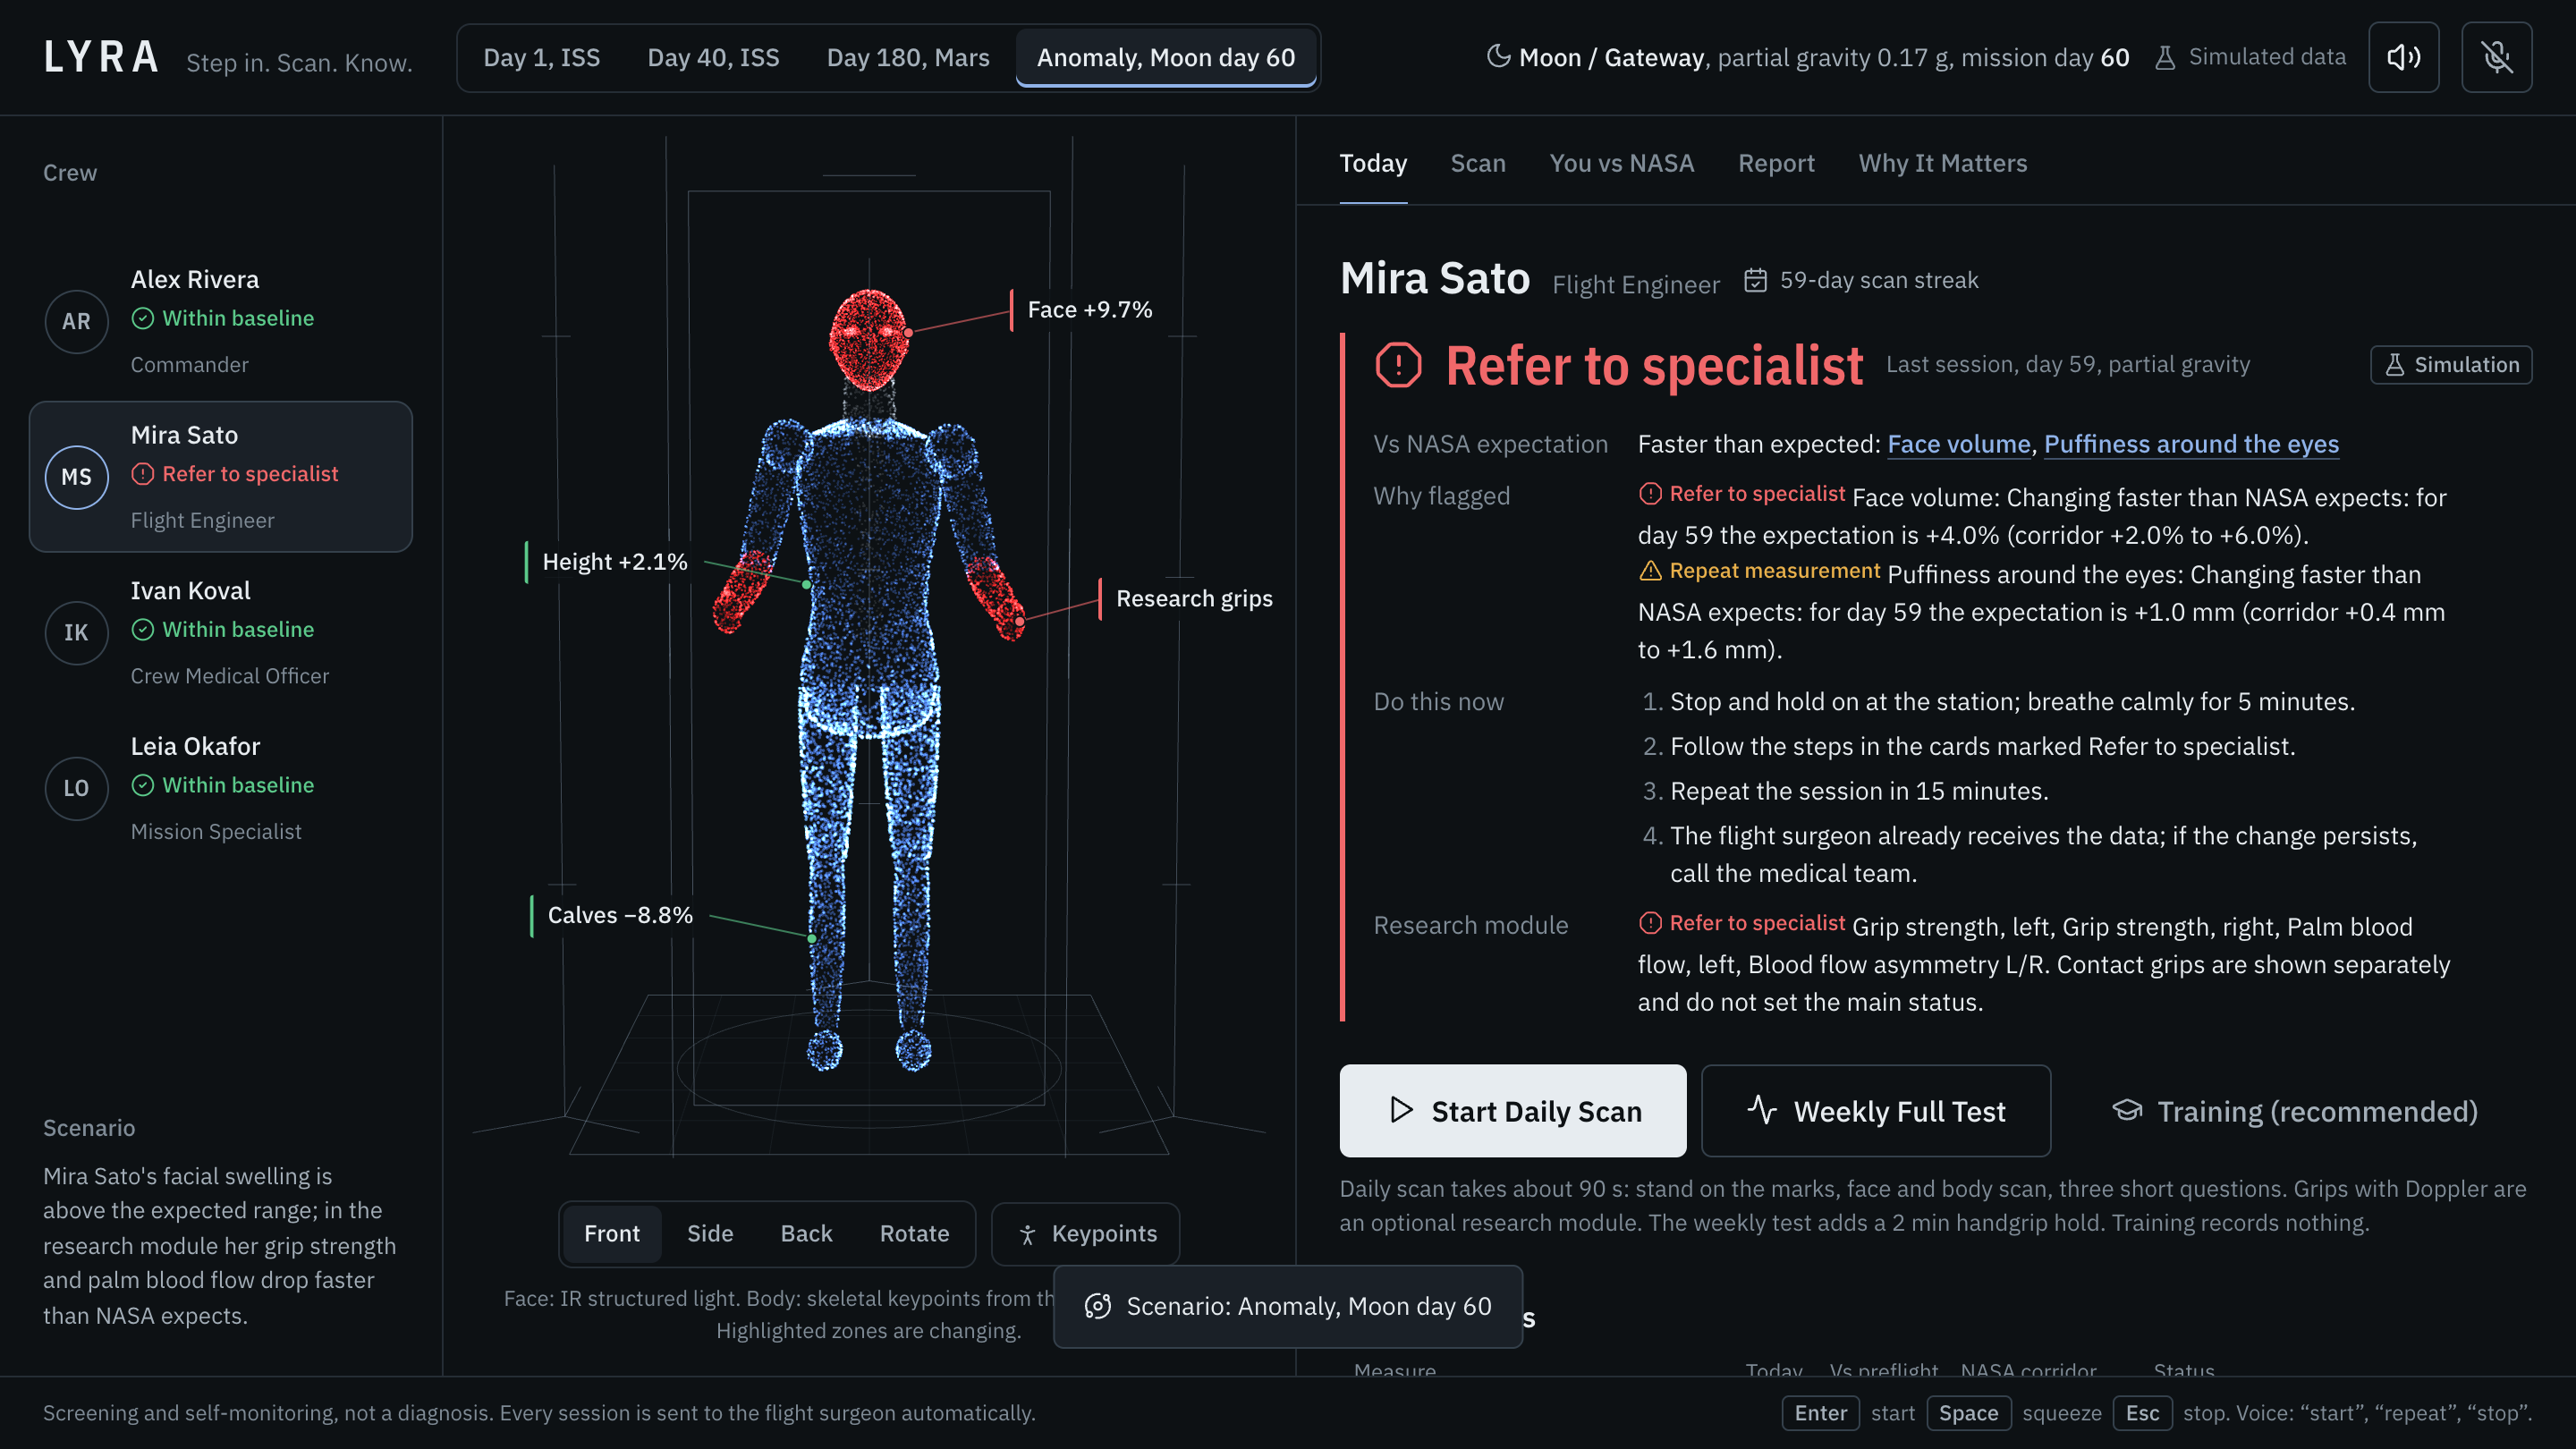 LYRA
Step in. Scan. Know.
Day 1, ISS
Day 40, ISS
Day 180, Mars
Anomaly, Moon day 60
Moon / Gateway, partial gravity 0.17 g, mission day 60
Simulated data
Crew
AR
Alex Rivera
Within baseline
Commander
MS
Mira Sato
Refer to specialist
Flight Engineer
IK
Ivan Koval
Within baseline
Crew Medical Officer
LO
Leia Okafor
Within baseline
Mission Specialist
Scenario
Mira Sato's facial swelling is
above the expected range; in the
research module her grip strength
and palm blood flow drop faster
than NASA expects.
Face +9.7%
Height +2.1%
Research grips
Calves −8.8%
Front
Side
Back
Rotate
Keypoints
Face: IR structured light. Body: skeletal keypoints from
Highlighted zones are changing.
Scenario: Anomaly, Moon day 60
Today
Scan
You vs NASA
Report
Why It Matters
Mira Sato
Flight Engineer
59-day scan streak
Refer to specialist
Last session, day 59, partial gravity
Simulation
Vs NASA expectation
Faster than expected: Face volume, Puffiness around the eyes
Why flagged
Refer to specialist Face volume: Changing faster than NASA expects: for
day 59 the expectation is +4.0% (corridor +2.0% to +6.0%).
Repeat measurement Puffiness around the eyes: Changing faster than
NASA expects: for day 59 the expectation is +1.0 mm (corridor +0.4 mm
to +1.6 mm).
Do this now
1. Stop and hold on at the station; breathe calmly for 5 minutes.
2. Follow the steps in the cards marked Refer to specialist.
3. Repeat the session in 15 minutes.
4. The flight surgeon already receives the data; if the change persists,
call the medical team.
Research module
Refer to specialist Grip strength, left, Grip strength, right, Palm blood
flow, left, Blood flow asymmetry L/R. Contact grips are shown separately
and do not set the main status.
Start Daily Scan
Weekly Full Test
Training (recommended)
Daily scan takes about 90 s: stand on the marks, face and body scan, three short questions. Grips with Doppler are
an optional research module. The weekly test adds a 2 min handgrip hold. Training records nothing.
Measure
Today
Vs preflight
NASA corridor
Status
Screening and self-monitoring, not a diagnosis. Every session is sent to the flight surgeon automatically.
Enter start Space squeeze Esc stop. Voice: “start”, “repeat”, “stop”.